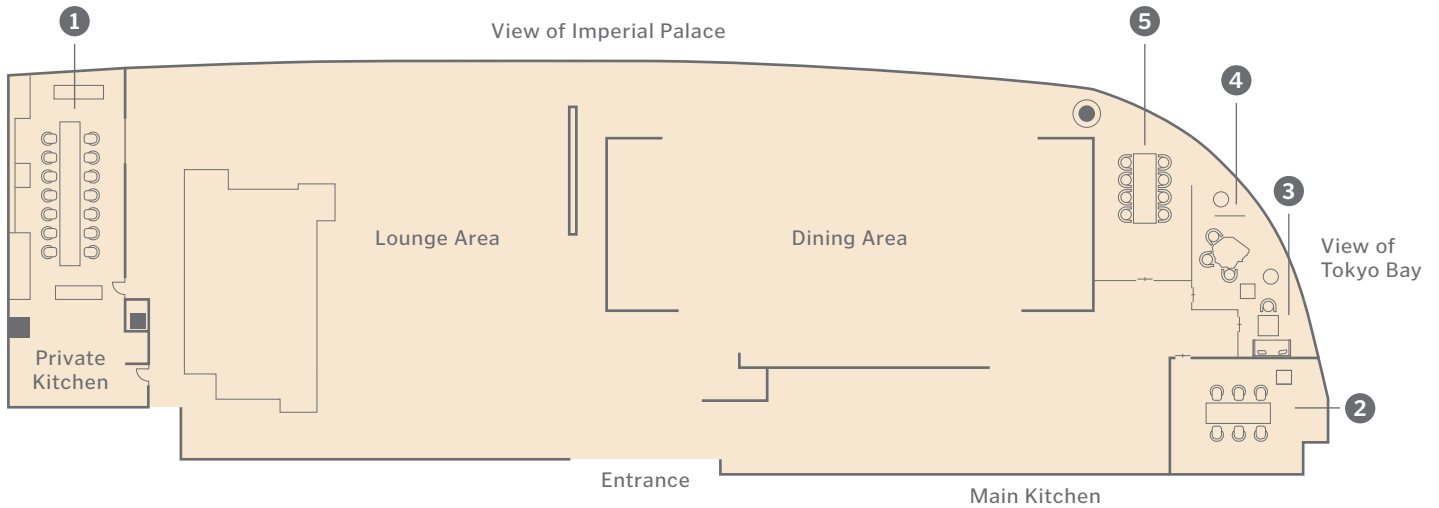 1
View of Imperial Palace
5
4
3
Lounge Area
Dining Area
View of
Tokyo Bay
Private
Kitchen
2
Entrance
Main Kitchen